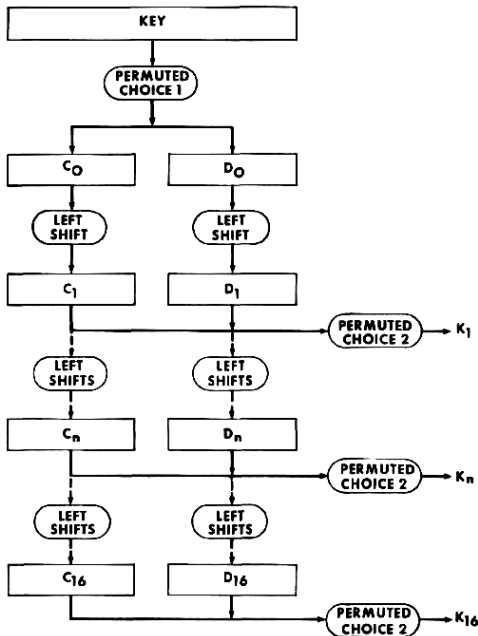 KEY
PERMUTED
CHOICE 1
C0
D0
LEFT
SHIFT
LEFT
SHIFT
C1
D1
PERMUTED
CHOICE 2
K1
LEFT
SHIFTS
LEFT
SHIFTS
Cn
Dn
PERMUTED
CHOICE 2
Kn
LEFT
SHIFTS
LEFT
SHIFTS
C16
D16
PERMUTED
CHOICE 2
K16